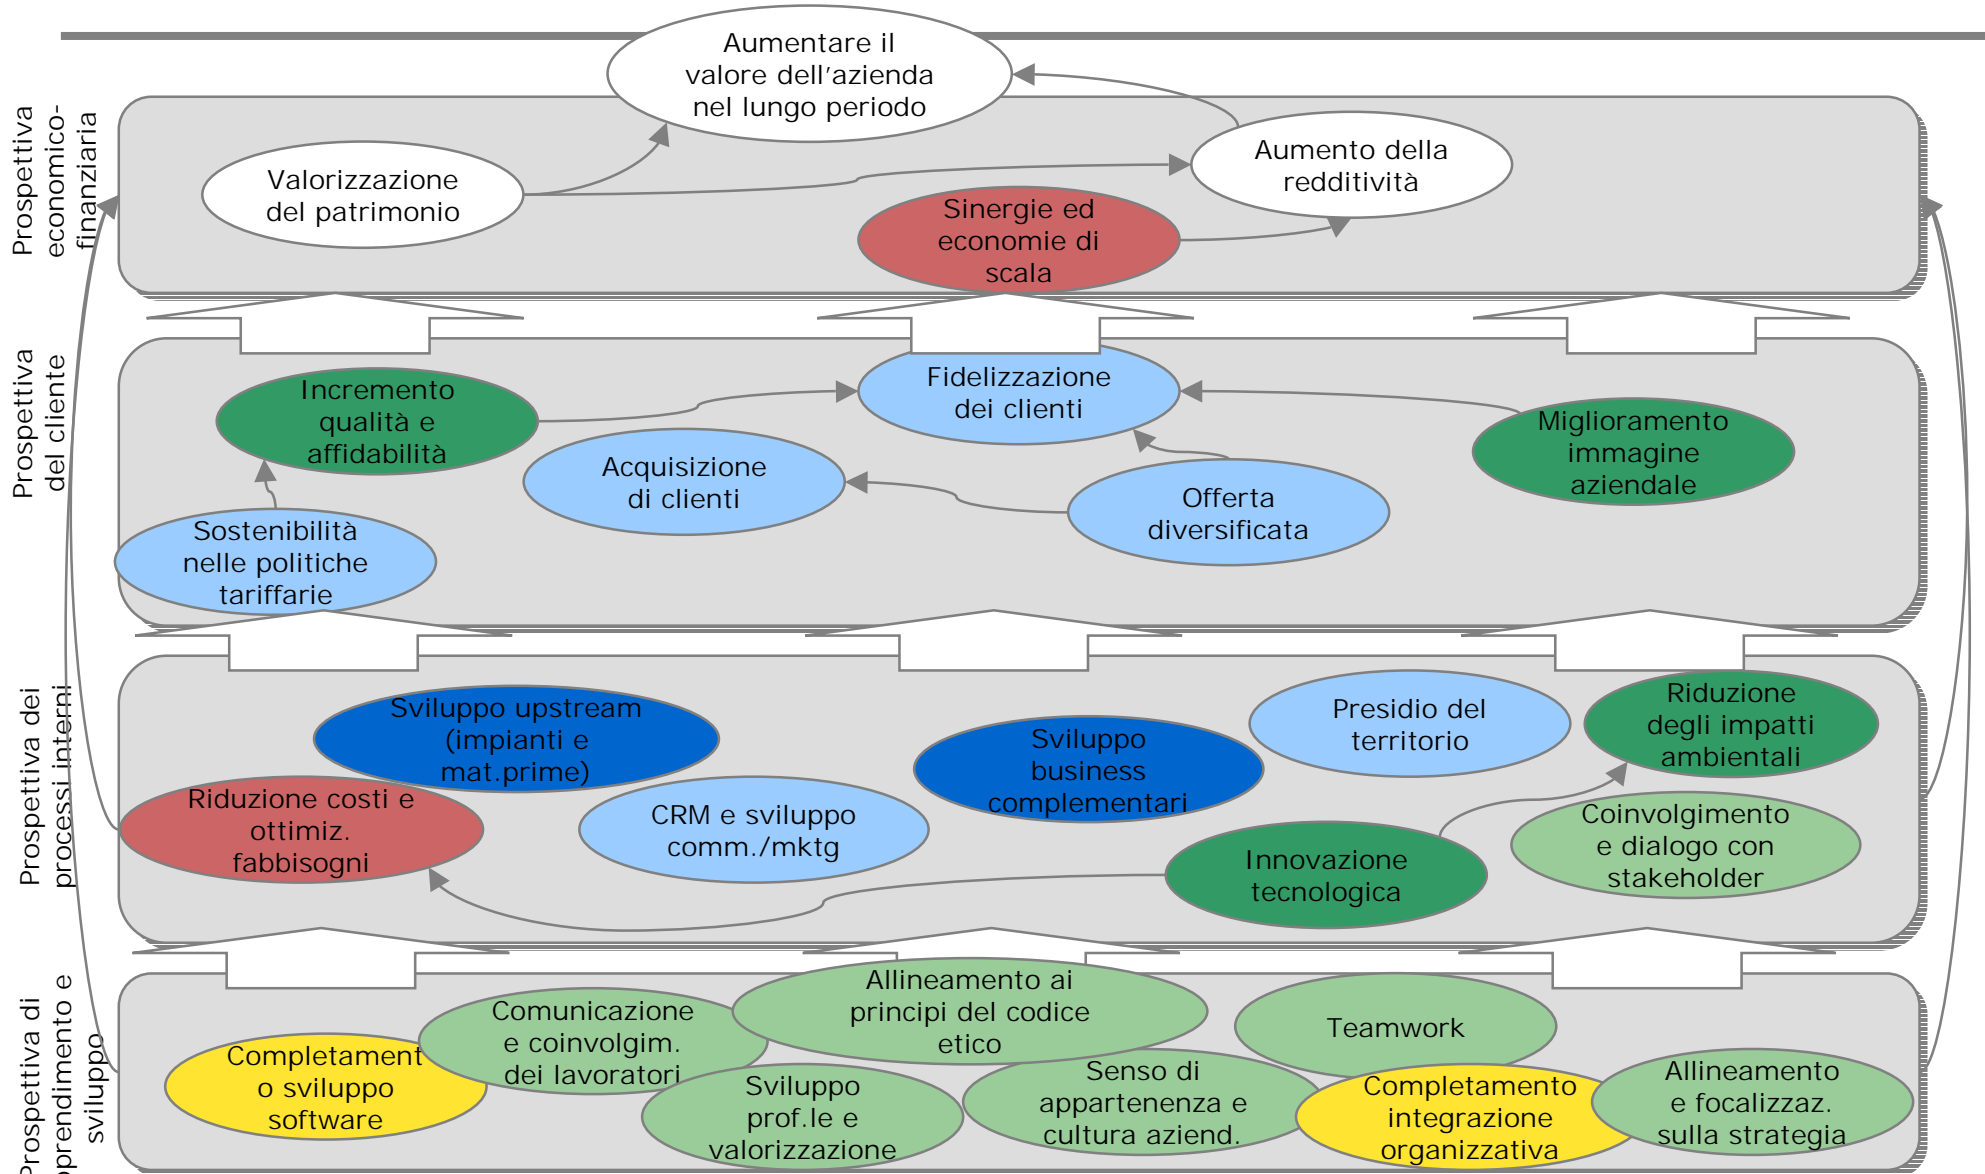 Aumentare il
valore dell'azienda
nel lungo periodo
Prospettiva
economico-
finanziaria
Valorizzazione
del patrimonio
Aumento della
redditività
Sinergie ed
economie di
scala
Prospettiva
del cliente
Incremento
qualità e
affidabilità
Fidelizzazione
dei clienti
Miglioramento
immagine
aziendale
Acquisizione
di clienti
Offerta
diversificata
Sostenibilità
nelle politiche
tariffarie
Prospettiva dei
processi interni
Sviluppo upstream
(impianti e
mat.prime)
Sviluppo
business
complementari
Presidio del
territorio
Riduzione
degli impatti
ambientali
Riduzione costi e
ottimiz.
fabbisogni
CRM e sviluppo
comm./mktg
Innovazione
tecnologica
Coinvolgimento
e dialogo con
stakeholder
Prospettiva di
pprendimento e
sviluppo
Completament
o sviluppo
software
Comunicazione
e coinvolgim.
dei lavoratori
Allineamento ai
principi del codice
etico
Teamwork
Sviluppo
prof.le e
valorizzazione
Senso di
appartenenza e
cultura aziend.
Completamento
integrazione
organizzativa
Allineamento
e focalizzaz.
sulla strategia